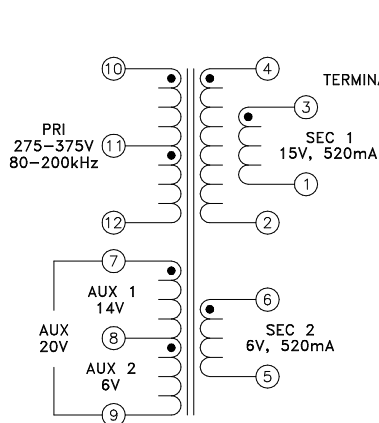 10
4
TERMINA
3
PRI
275-375V
80-200kHz
11
SEC 1
15V, 520mA
1
12
2
7
6
AUX 1
14V
AUX
20V
8
SEC 2
6V, 520mA
AUX 2
6V
5
9